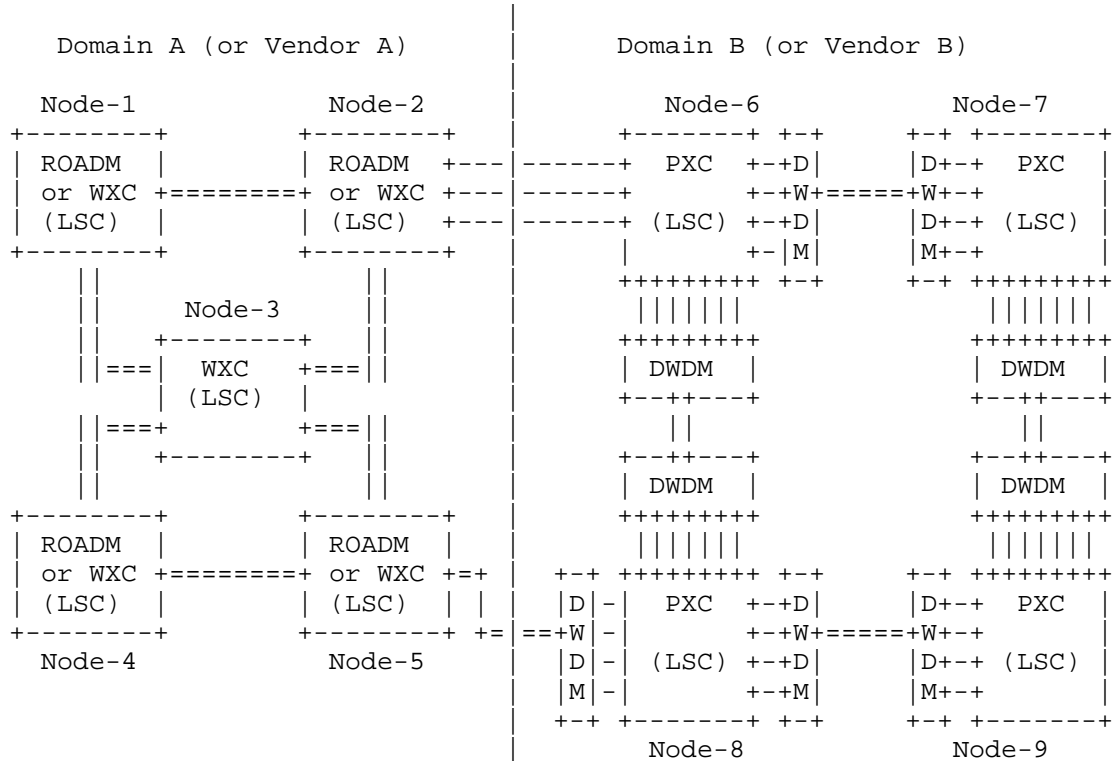 |
   Domain A (or Vendor A)          |       Domain B (or Vendor B)
                                   |
  Node-1              Node-2       |          Node-6            Node-7
+--------+          +--------+     |       +-------+ +-+     +-+ +-------+
| ROADM  |          | ROADM  +---|------+  PXC  +-+D|     |D+-+  PXC  |
| or WXC +========+ or WXC +---|------+       +-+W+=====+W+-+       |
| (LSC)  |          | (LSC)  +---|------+ (LSC) +-+D|     |D+-+ (LSC) |
+--------+          +--------+     |       |       +-|M|     |M+-+       |
    ||                  ||         |       +++++++++ +-+     +-+ +++++++++
    ||      Node-3      ||         |        |||||||               |||||||
    ||    +--------+    ||         |       +++++++++             +++++++++
    ||===|  WXC   +===||         |       | DWDM  |             | DWDM  |
          | (LSC)  |               |       +--++---+             +--++---+
    ||===+        +===||         |          ||                    ||
    ||    +--------+    ||         |       +--++---+             +--++---+
    ||                  ||         |       | DWDM  |             | DWDM  |
+--------+          +--------+     |       +++++++++             +++++++++
| ROADM  |          | ROADM  |     |        |||||||               |||||||
| or WXC +========+ or WXC +=+   |   +-+ +++++++++ +-+     +-+ +++++++++
| (LSC)  |          | (LSC)  | |   |   |D|-|  PXC  +-+D|     |D+-+  PXC  |
+--------+          +--------+ +=|==+W|-|       +-+W+=====+W+-+       |
  Node-4              Node-5       |   |D|-| (LSC) +-+D|     |D+-+ (LSC) |
                                   |   |M|-|       +-+M|     |M+-+       |
                                   |   +-+ +-------+ +-+     +-+ +-------+
                                   |         Node-8             Node-9